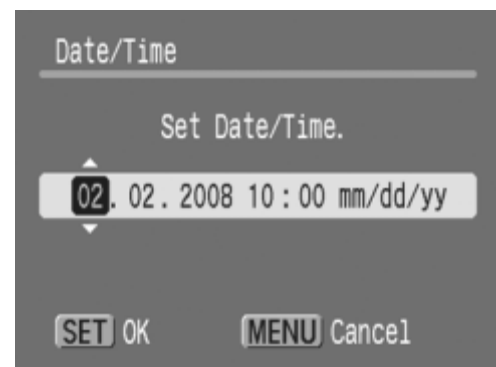 Date/Time
Set Date/Time.
02. 02. 2008 10:00 mm/dd/yy
SET OK MENU Cancel